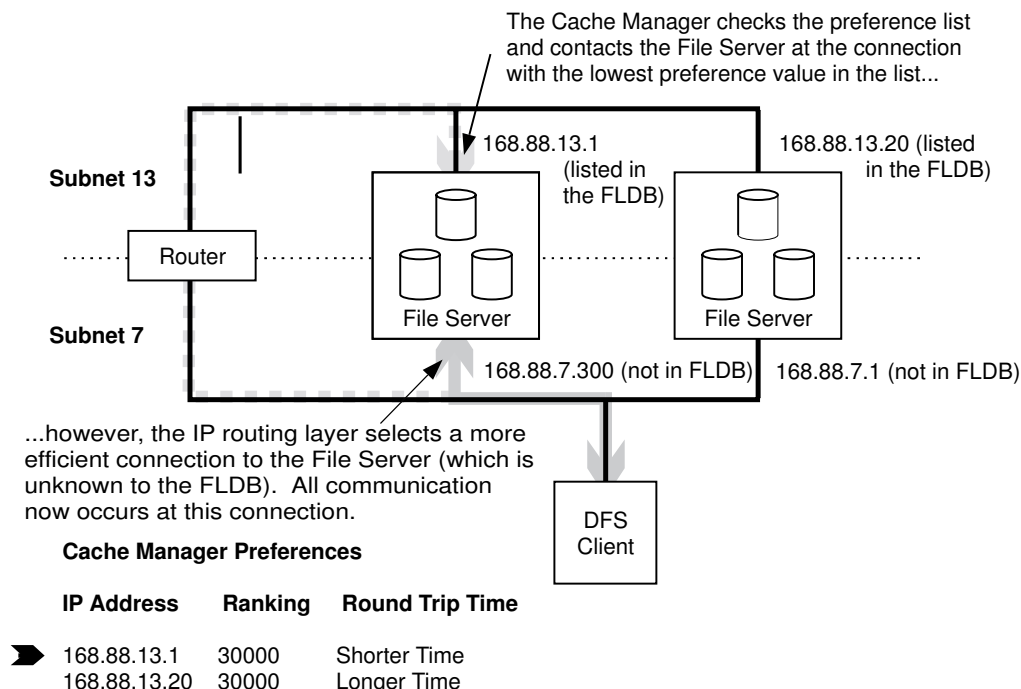 The Cache Manager checks the preference list
and contacts the File Server at the connection
with the lowest preference value in the list...
168.88.13.1
(listed in
the FLDB)
168.88.13.20 (listed
in the FLDB)
Subnet 13
Router
File Server
File Server
Subnet 7
168.88.7.300 (not in FLDB)
168.88.7.1 (not in FLDB)
...however, the IP routing layer selects a more
efficient connection to the File Server (which is
unknown to the FLDB). All communication
now occurs at this connection.
DFS
Client
Cache Manager Preferences
IP Address Ranking Round Trip Time
168.88.13.1 30000 Shorter Time
168.88.13.20 30000 Longer Time